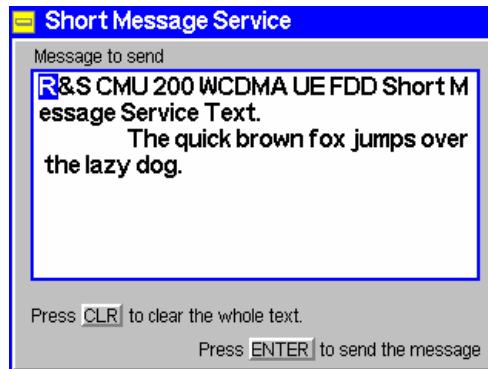 Short Message Service
Message to send
R&S CMU 200 WCDMA UE FDD Short M
essage Service Text.
The quick brown fox jumps over
the lazy dog.
Press CLR to clear the whole text.
Press ENTER to send the message